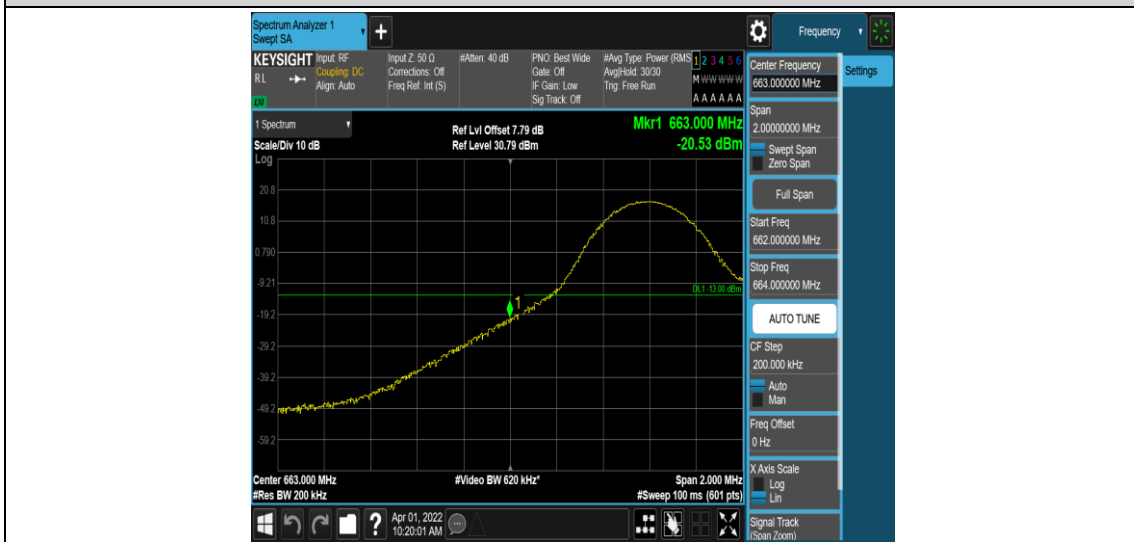 Spectrum Analyzer 1
Swept SA
+
Frequency
KEYSIGHT
RL
LXI
Input: RF
Coupling: DC
Align: Auto
Input Z: 50 Ω
Corrections: Off
Freq Ref: Int (S)
#Atten: 40 dB
PNO: Best Wide
Gate: Off
IF Gain: Low
Sig Track: Off
#Avg Type: Power (RMS
Avg|Hold: 30/30
Trig: Free Run
1 2 3 4 5 6
M W W W W W
A A A A A A
1 Spectrum
Scale/Div 10 dB
Log
Ref Lvl Offset 7.79 dB
Ref Level 30.79 dBm
Mkr1 663.000 MHz
-20.53 dBm
20.8
10.8
0.790
-9.21
-19.2
-29.2
-39.2
-49.2
-59.2
DL1 -13.00 dBm
1
Center 663.000 MHz
#Res BW 200 kHz
#Video BW 620 kHz*
Span 2.000 MHz
#Sweep 100 ms (601 pts)
Center Frequency
663.000000 MHz
Settings
Span
2.00000000 MHz
Swept Span
Zero Span
Full Span
Start Freq
662.000000 MHz
Stop Freq
664.000000 MHz
AUTO TUNE
CF Step
200.000 kHz
Auto
Man
Freq Offset
0 Hz
X Axis Scale
Log
Lin
Signal Track
(Span Zoom)
?
Apr 01, 2022
10:20:01 AM